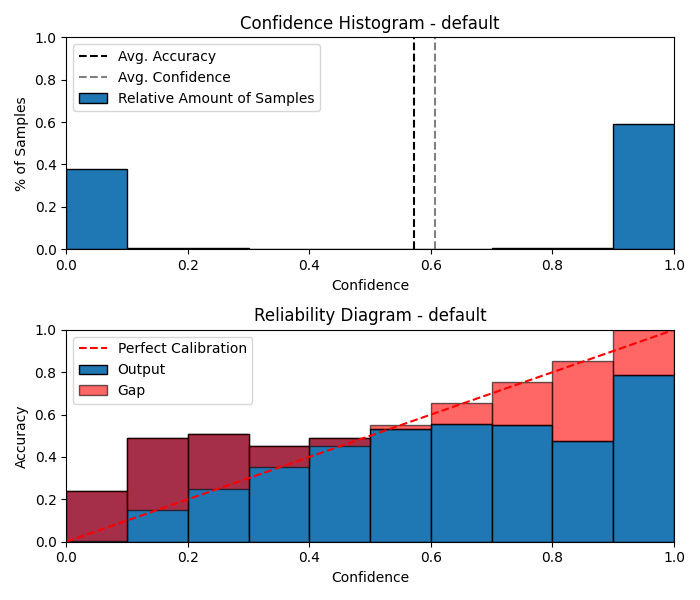 Confidence Histogram - default
1.0
0.8
0.6
0.4
0.2
0.0
% of Samples
Avg. Accuracy
Avg. Confidence
Relative Amount of Samples
0.0 0.2 0.4 0.6 0.8 1.0
Confidence
Reliability Diagram - default
1.0
0.8
0.6
0.4
0.2
0.0
Accuracy
Perfect Calibration
Output
Gap
0.0 0.2 0.4 0.6 0.8 1.0
Confidence